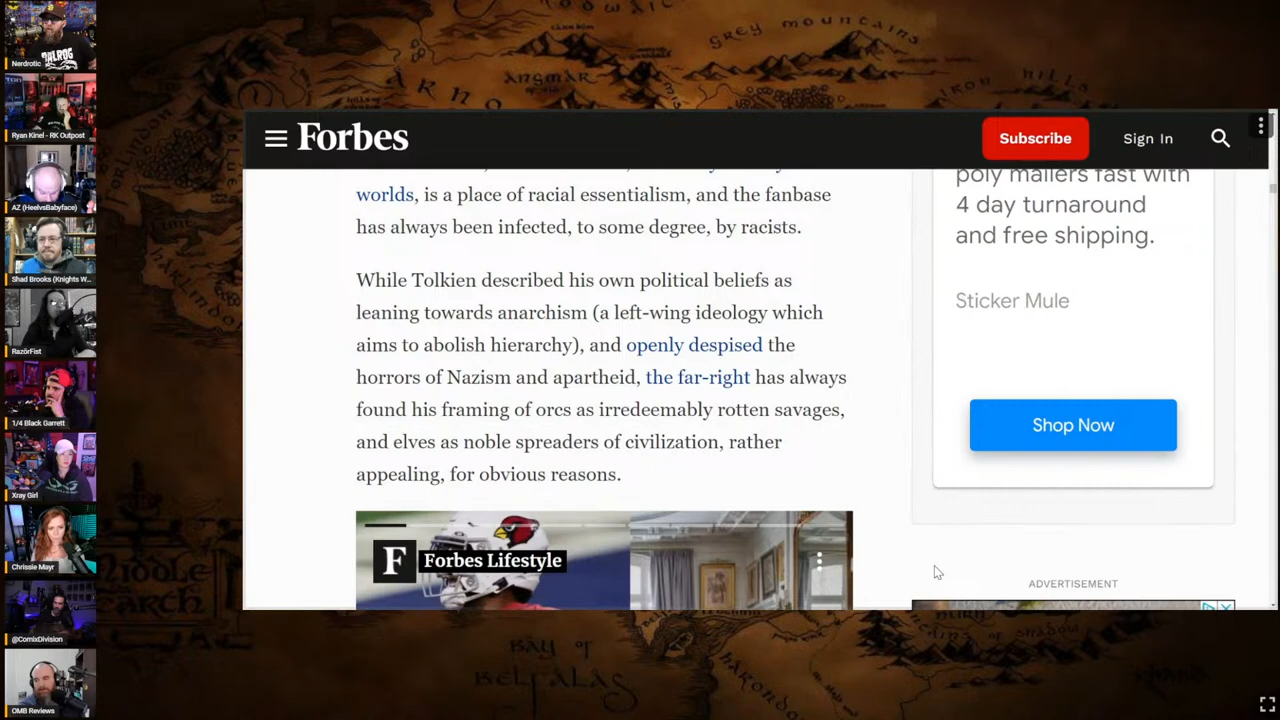 Nerdrotic
Ryan Kinel - RK Outpost
AZ (HeelvsBabyface)
Shad Brooks (Knights W...
RazörFist
1/4 Black Garrett
Xray Girl
Chrissie Mayr
@ComixDivision
OMB Reviews
GREY MOUNTAINS
ANGMAR
Forbes
Subscribe
Sign In
worlds, is a place of racial essentialism, and the fanbase
has always been infected, to some degree, by racists.
While Tolkien described his own political beliefs as
leaning towards anarchism (a left-wing ideology which
aims to abolish hierarchy), and openly despised the
horrors of Nazism and apartheid, the far-right has always
found his framing of orcs as irredeemably rotten savages,
and elves as noble spreaders of civilization, rather
appealing, for obvious reasons.
F
Forbes Lifestyle
poly mailers fast with
4 day turnaround
and free shipping.
Sticker Mule
Shop Now
ADVERTISEMENT
BAY OF
BELFALAS